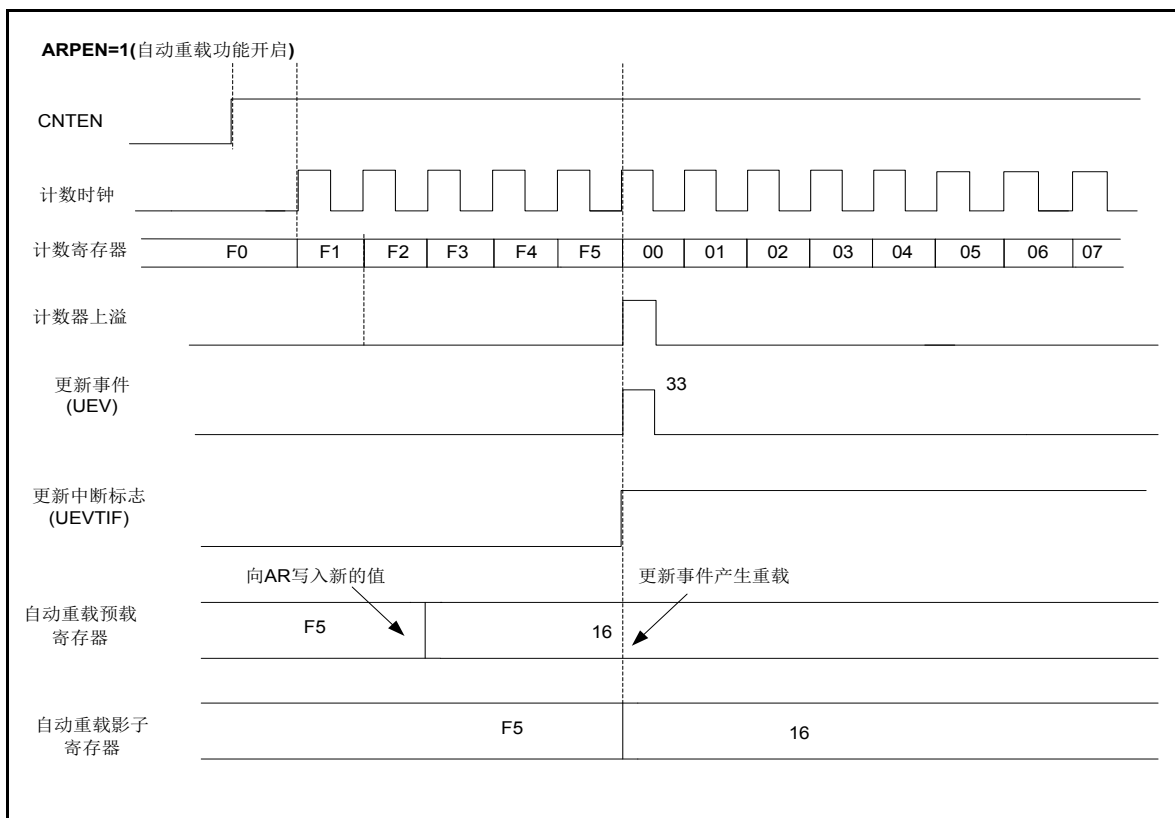 ARPEN=1(自动重载功能开启)
CNTEN
计数时钟
计数寄存器
F0 F1 F2 F3 F4 F5 00 01 02 03 04 05 06 07
计数器上溢
更新事件
(UEV)
33
更新中断标志
(UEVTIF)
向AR写入新的值
更新事件产生重载
自动重载预载
寄存器
F5
16
自动重载影子
寄存器
F5
16